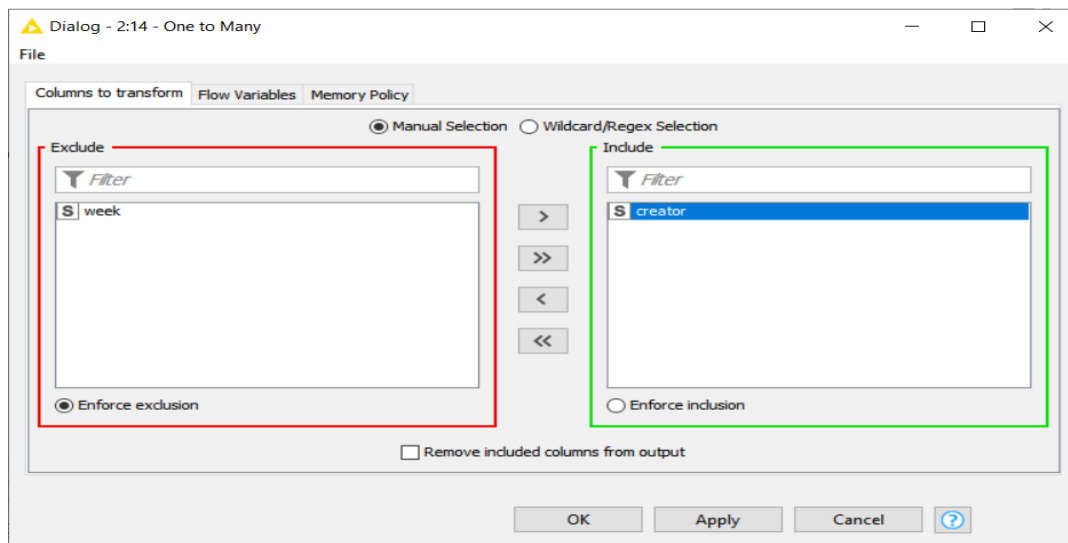 Dialog - 2:14 - One to Many
File
Columns to transform Flow Variables Memory Policy
Manual Selection Wildcard/Regex Selection
Exclude Include
Filter Filter
S week > S creator
>>
<
<<
Enforce exclusion Enforce inclusion
Remove included columns from output
OK Apply Cancel ?